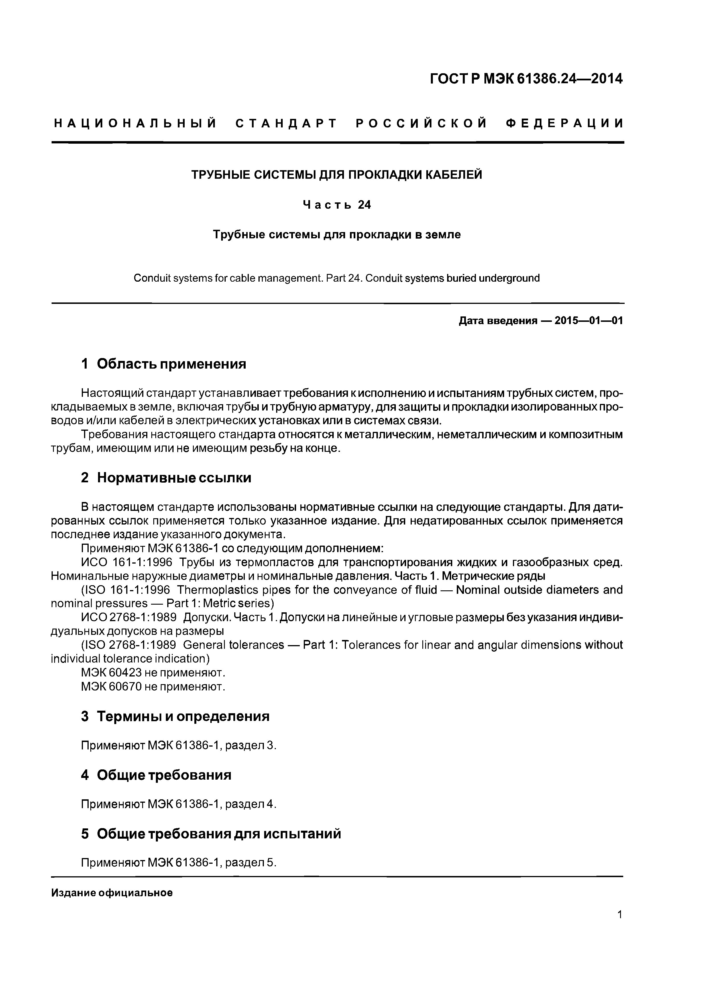 ГОСТ Р МЭК 61386.24—2014
НАЦИОНАЛЬНЫЙ СТАНДАРТ РОССИЙСКОЙ ФЕДЕРАЦИИ
ТРУБНЫЕ СИСТЕМЫ ДЛЯ ПРОКЛАДКИ КАБЕЛЕЙ
Часть 24
Трубные системы для прокладки в земле
Conduit systems for cable management. Part 24. Conduit systems buried underground
Дата введения — 2015—01—01
1 Область применения
Настоящий стандарт устанавливает требования к исполнению и испытаниям трубных систем, про-
кладываемых в земле, включая трубы и трубную арматуру, для защиты и прокладки изолированных про-
водов и/или кабелей в электрических установках или в системах связи.
Требования настоящего стандарта относятся к металлическим, неметаллическим и композитным
трубам, имеющим или не имеющим резьбу на конце.
2 Нормативные ссылки
В настоящем стандарте использованы нормативные ссылки на следующие стандарты. Для дати-
рованных ссылок применяется только указанное издание. Для недатированных ссылок применяется
последнее издание указанного документа.
Применяют МЭК 61386-1 со следующим дополнением:
ИСО 161-1:1996 Трубы из термопластов для транспортирования жидких и газообразных сред.
Номинальные наружные диаметры и номинальные давления. Часть 1. Метрические ряды
(ISO 161-1:1996 Thermoplastics pipes for the conveyance of fluid — Nominal outside diameters and
nominal pressures — Part 1: Metric series)
ИСО 2768-1:1989 Допуски. Часть 1. Допуски на линейные и угловые размеры без указания индиви-
дуальных допусков на размеры
(ISO 2768-1:1989 General tolerances — Part 1: Tolerances for linear and angular dimensions without
individual tolerance indication)
МЭК 60423 не применяют.
МЭК 60670 не применяют.
3 Термины и определения
Применяют МЭК 61386-1, раздел 3.
4 Общие требования
Применяют МЭК 61386-1, раздел 4.
5 Общие требования для испытаний
Применяют МЭК 61386-1, раздел 5.
Издание официальное
1